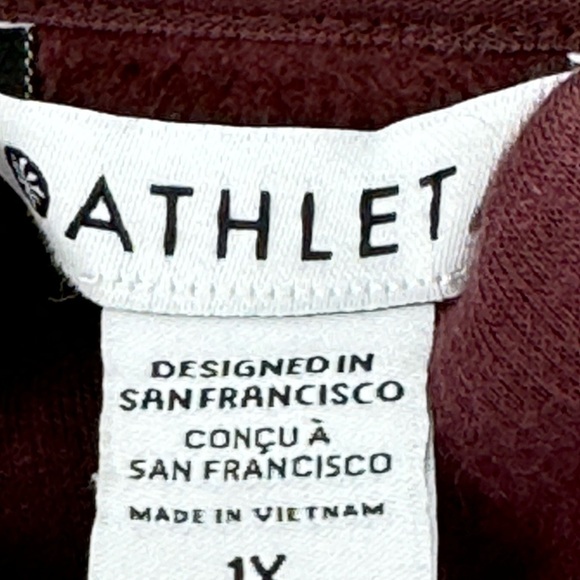 ATHLET
DESIGNED IN
SAN FRANCISCO
CONÇU À
SAN FRANCISCO
MADE IN VIETNAM
1X